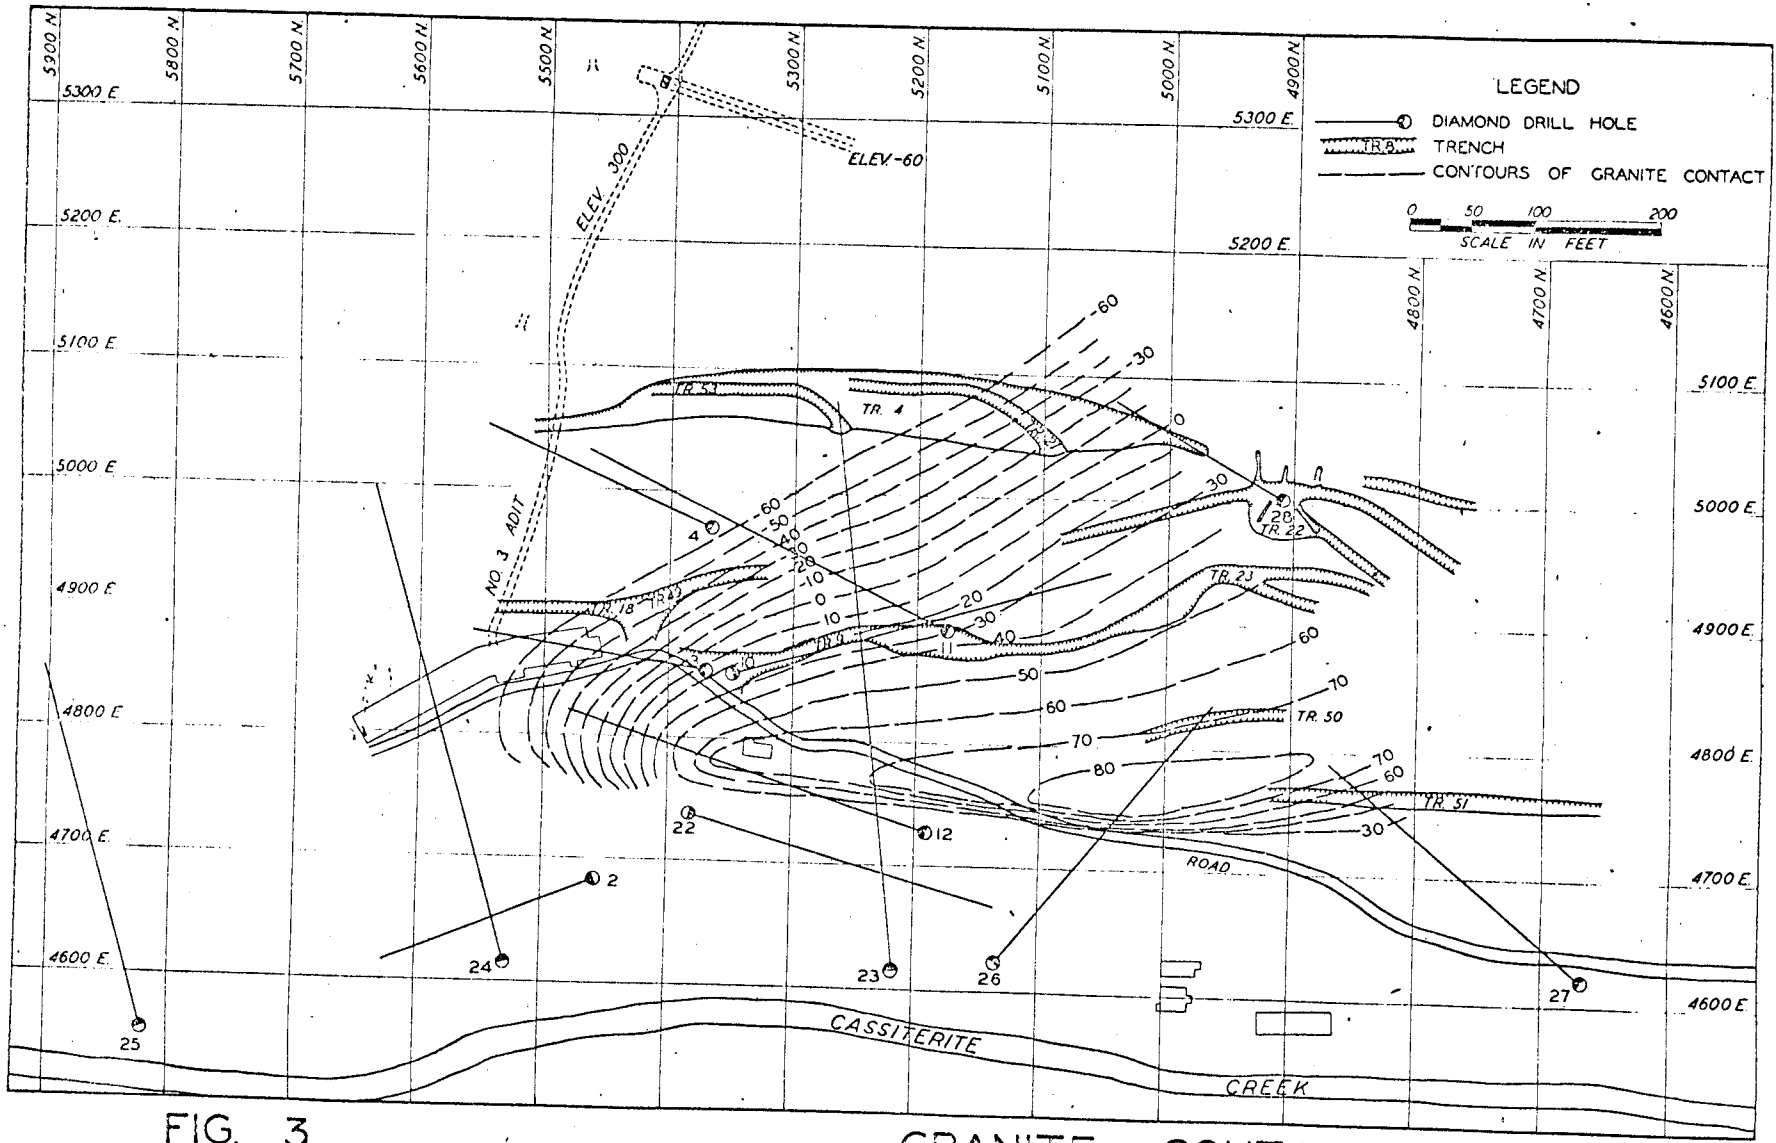 5900 N.
5800 N.
5700 N.
5600 N.
5500 N.
5300 N.
5200 N.
5100 N.
5000 N.
4900 N.
LEGEND
DIAMOND DRILL HOLE
TR.8 TRENCH
CONTOURS OF GRANITE CONTACT
0 50 100 200
SCALE IN FEET
4800 N.
4700 N.
4600 N.
5300 E.
5300 E.
ELEV. 300
ELEV.-60
5200 E.
5200 E.
5100 E.
5100 E.
-60
-30
0
TR. 53
TR. 4
5000 E.
5000 E.
NO. 3 ADIT
4
-60
-50
-40
-20
-10
0
10
20
30
40
50
60
30
28
TR. 22
TR. 23
4900 E.
4900 E.
TR. 18
3
10
11
60
70
TR. 50
60
70
80
4800 E
4800 E.
70
60
TR. 51
30
22
12
ROAD
4700 E.
4700 E.
2
4600 E.
4600 E.
24
23
26
27
25
CASSITERITE
CREEK
FIG. 3